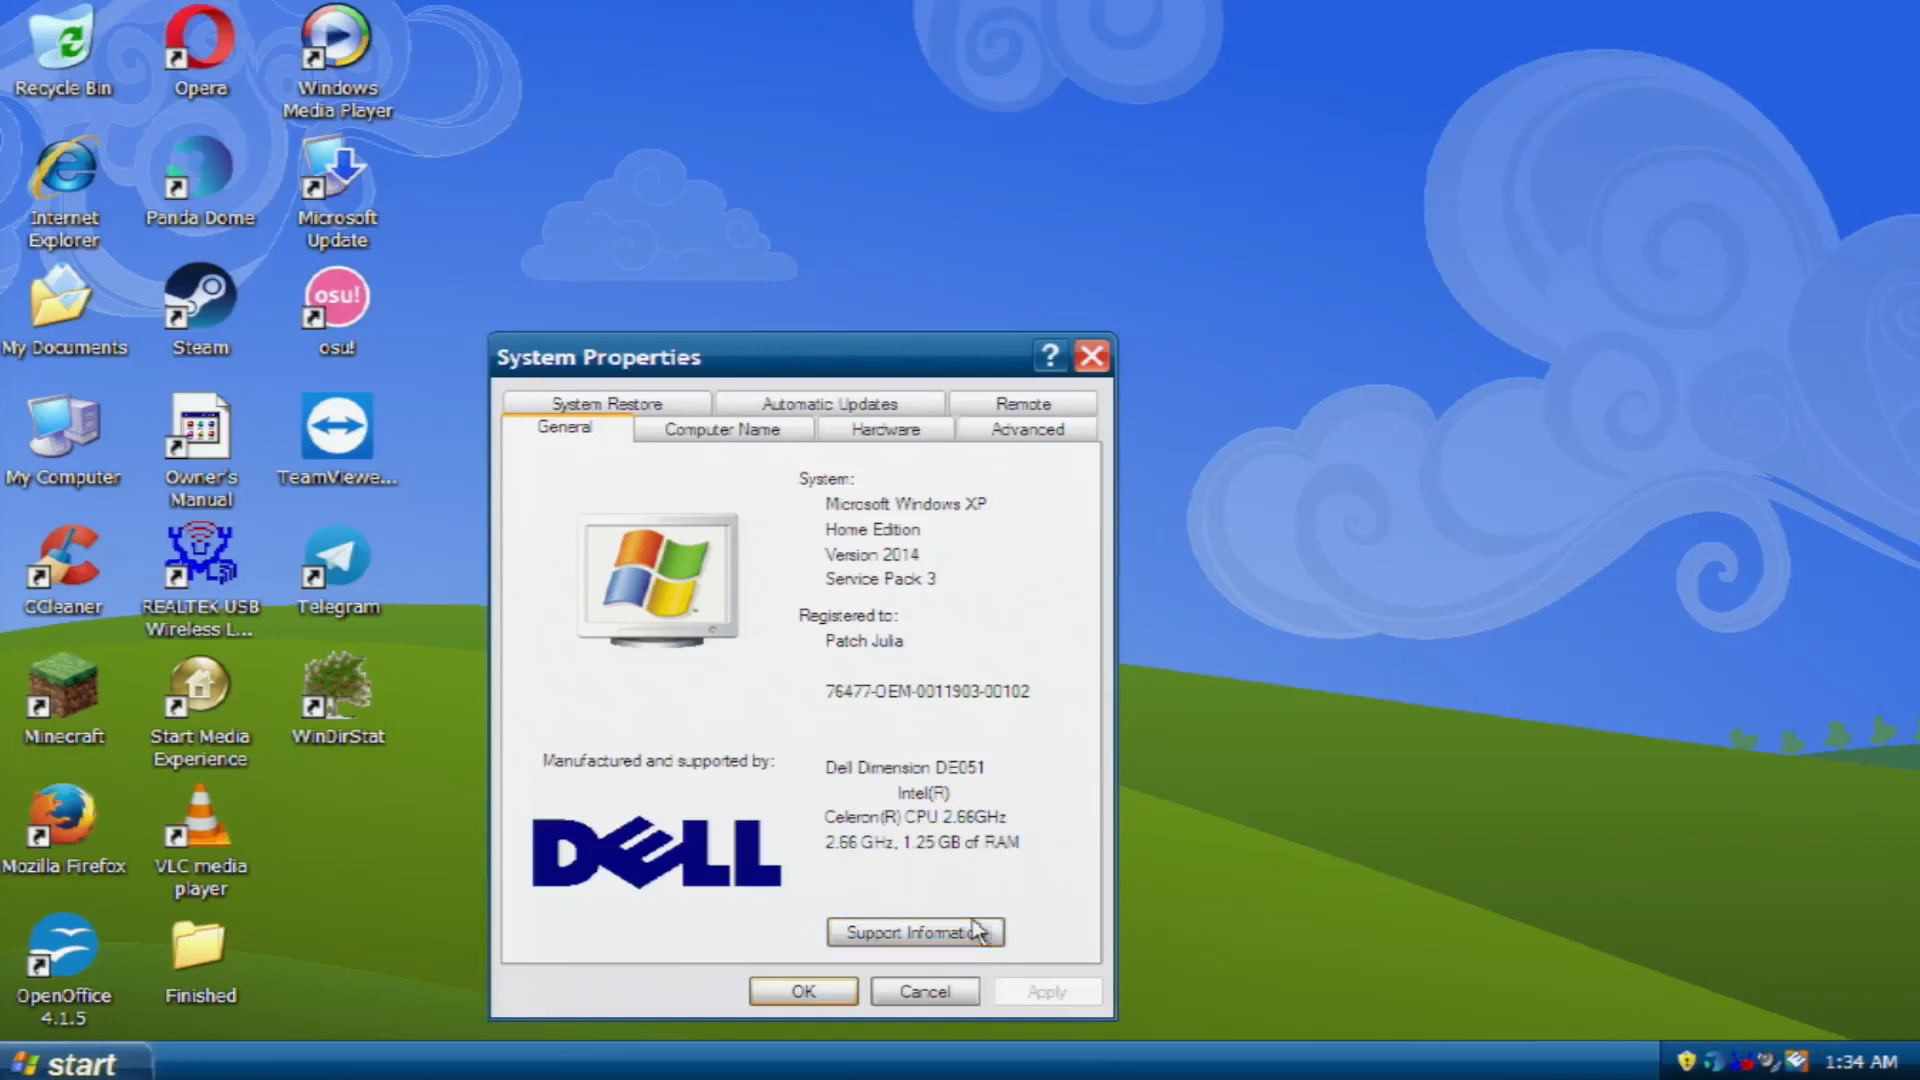 Recycle Bin
Opera
Windows
Media Player
Internet
Explorer
Panda Dome
Microsoft
Update
My Documents
Steam
osu!
osu!
My Computer
Owner's
Manual
TeamViewe...
CCleaner
REALTEK USB
Wireless L...
Telegram
Minecraft
Start Media
Experience
WinDirStat
Mozilla Firefox
VLC media
player
OpenOffice
4.1.5
Finished
System Properties
?
System Restore
Automatic Updates
Remote
General
Computer Name
Hardware
Advanced
System:
Microsoft Windows XP
Home Edition
Version 2014
Service Pack 3
Registered to:
Patch Julia
76477-OEM-0011903-00102
Manufactured and supported by:
DELL
Dell Dimension DE051
Intel(R)
Celeron(R) CPU 2.66GHz
2.66 GHz, 1.25 GB of RAM
Support Information
OK
Cancel
Apply
start
1:34 AM